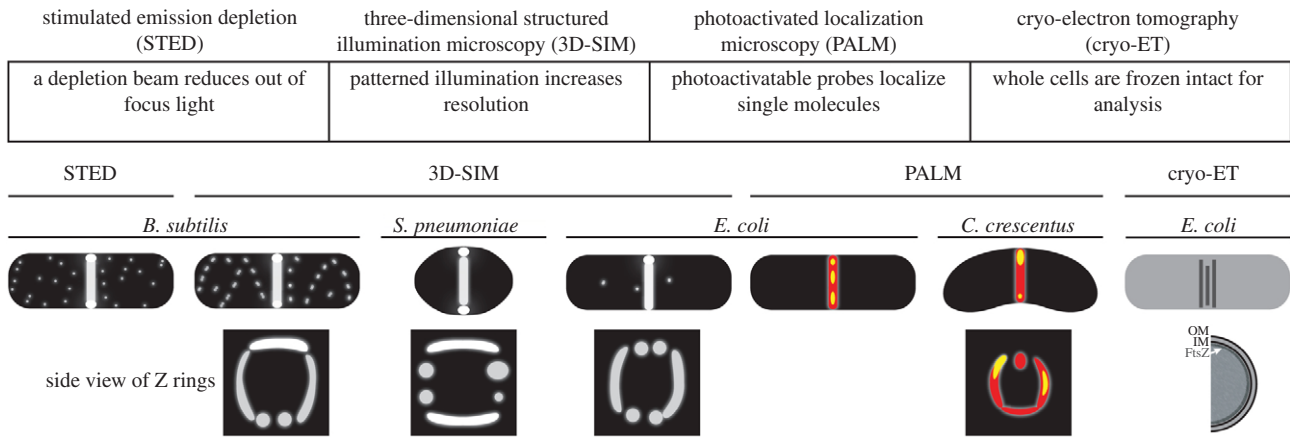 stimulated emission depletion
(STED)
three-dimensional structured
illumination microscopy (3D-SIM)
photoactivated localization
microscopy (PALM)
cryo-electron tomography
(cryo-ET)
a depletion beam reduces out of
focus light
patterned illumination increases
resolution
photoactivatable probes localize
single molecules
whole cells are frozen intact for
analysis
STED
3D-SIM
PALM
cryo-ET
B. subtilis
S. pneumoniae
E. coli
C. crescentus
E. coli
side view of Z rings
OM
IM
FtsZ